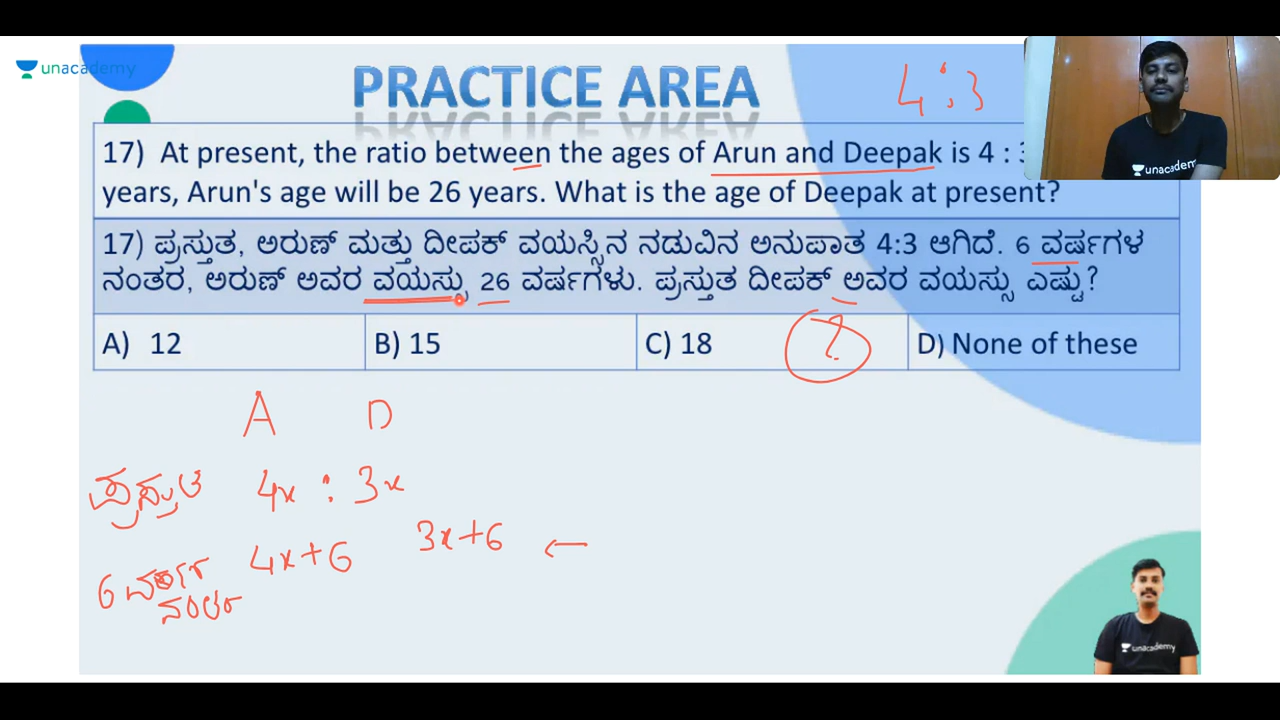 unacademy
PRACTICE AREA
4:3
17) At present, the ratio between the ages of Arun and Deepak is 4 :
years, Arun's age will be 26 years. What is the age of Deepak at present?
unacademy
17) ಪ್ರಸ್ತುತ, ಅರುಣ್ ಮತ್ತು ದೀಪಕ್ ವಯಸ್ಸಿನ ನಡುವಿನ ಅನುಪಾತ 4:3 ಆಗಿದೆ. 6 ವರ್ಷಗಳ
ನಂತರ, ಅರುಣ್ ಅವರ ವಯಸ್ಸು 26 ವರ್ಷಗಳು. ಪ್ರಸ್ತುತ ದೀಪಕ್ ಅವರ ವಯಸ್ಸು ಎಷ್ಟು?
A) 12 B) 15 C) 18 ? D) None of these
A D
ಪ್ರಸ್ತುತ 4x : 3x
4x+6 3x+6 ←
6 ವರ್ಷ
ನಂತರ
unacademy